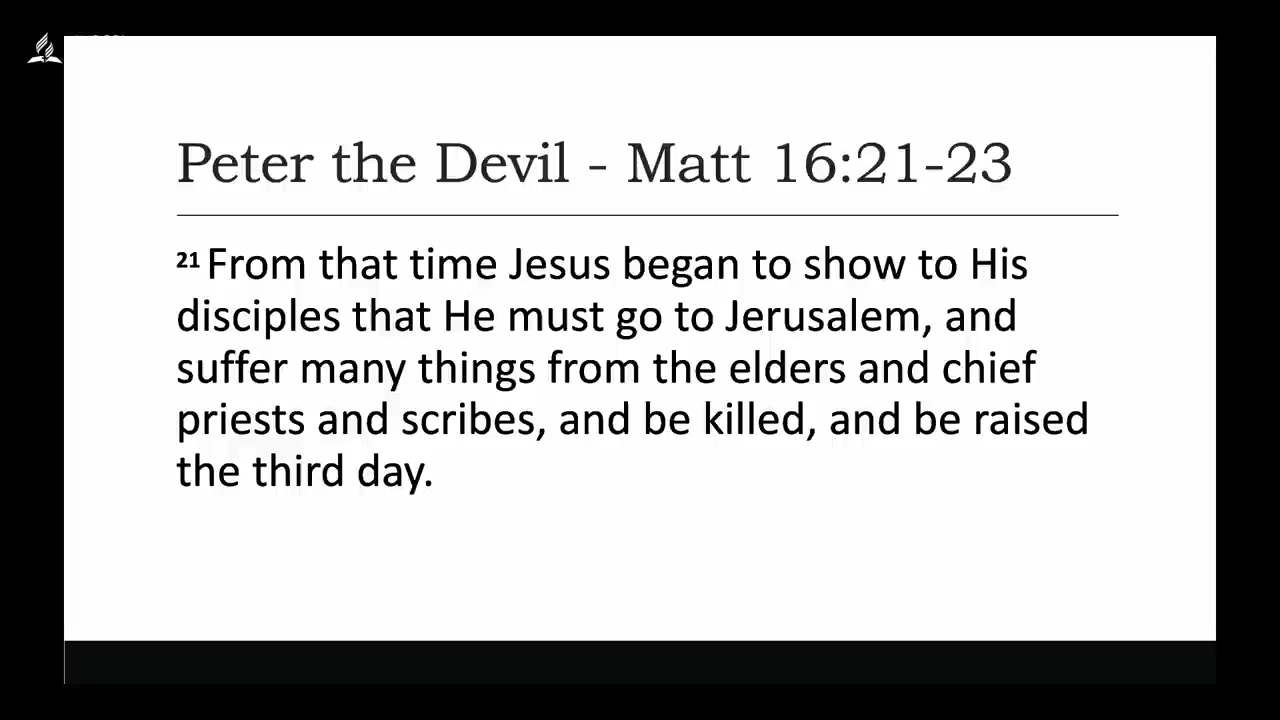 Peter the Devil - Matt 16:21-23
21 From that time Jesus began to show to His
disciples that He must go to Jerusalem, and
suffer many things from the elders and chief
priests and scribes, and be killed, and be raised
the third day.